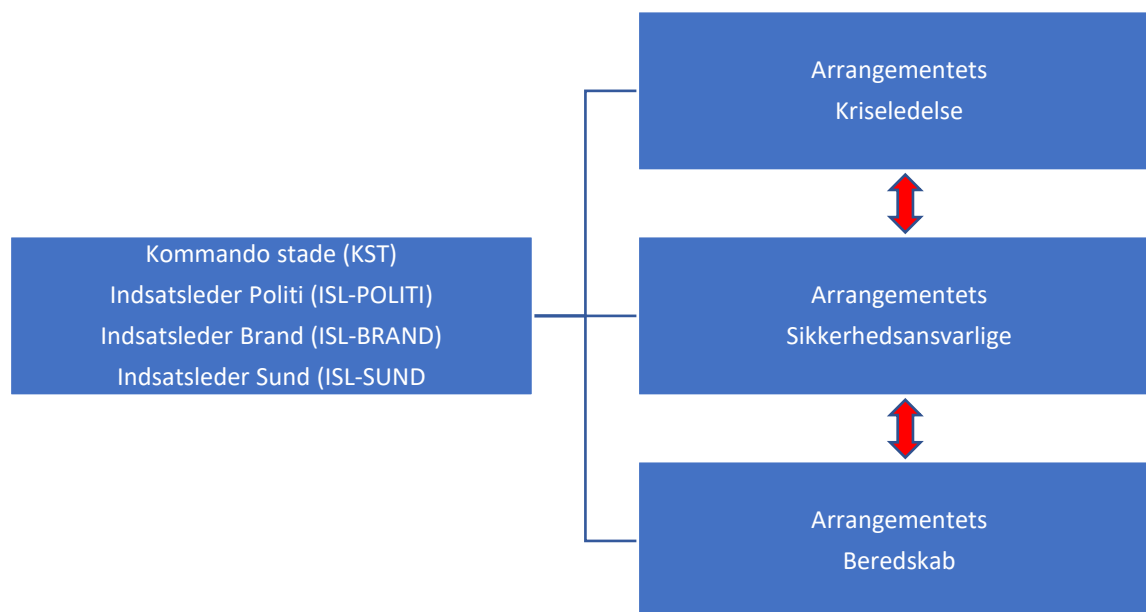 Arrangementets
Kriseledelse
Kommando stade (KST)
Indsatsleder Politi (ISL-POLITI)
Indsatsleder Brand (ISL-BRAND)
Indsatsleder Sund (ISL-SUND
Arrangementets
Sikkerhedsansvarlige
Arrangementets
Beredskab